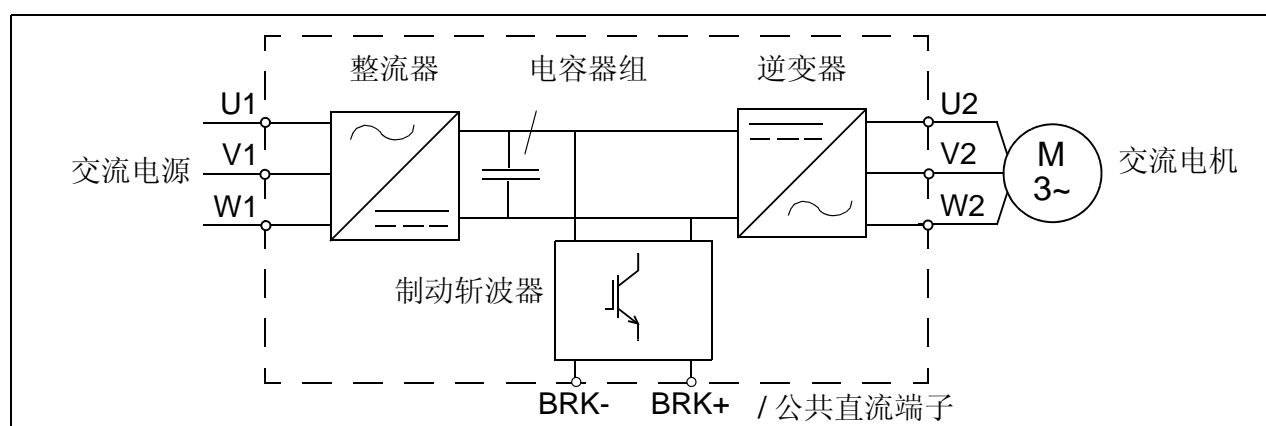 整流器 电容器组 逆变器
U1 U2
交流电源 V1 V2 M 交流电机
3~
W1 W2
制动斩波器
BRK- BRK+ / 公共直流端子